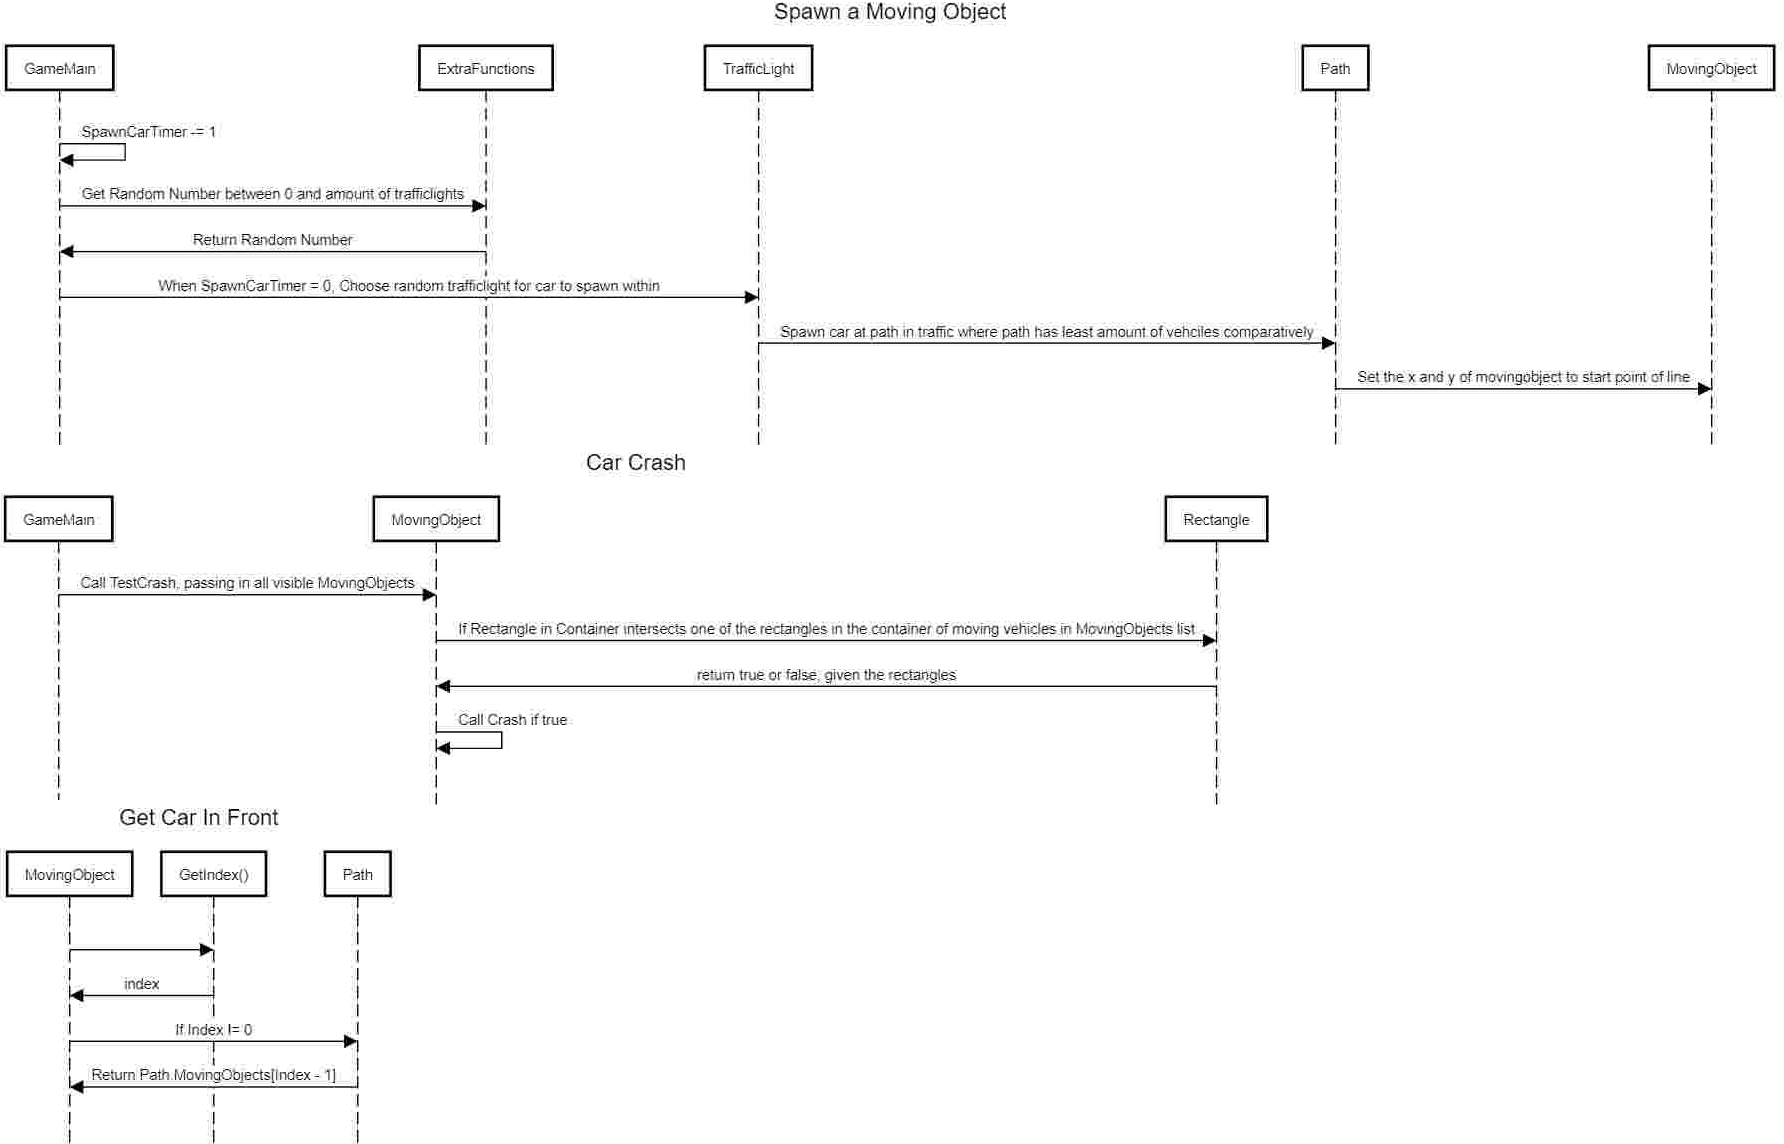 Spawn a Moving Object
GameMain
ExtraFunctions
TrafficLight
Path
MovingObject
SpawnCarTimer -= 1
Get Random Number between 0 and amount of trafficlights
Return Random Number
When SpawnCarTimer = 0, Choose random trafficlight for car to spawn within
Spawn car at path in traffic where path has least amount of vehciles comparatively
Set the x and y of movingobject to start point of line
Car Crash
GameMain
MovingObject
Rectangle
Call TestCrash, passing in all visible MovingObjects
If Rectangle in Container intersects one of the rectangles in the container of moving vehicles in MovingObjects list
return true or false, given the rectangles
Call Crash if true
Get Car In Front
MovingObject
GetIndex()
Path
index
If Index != 0
Return Path.MovingObjects[Index - 1]